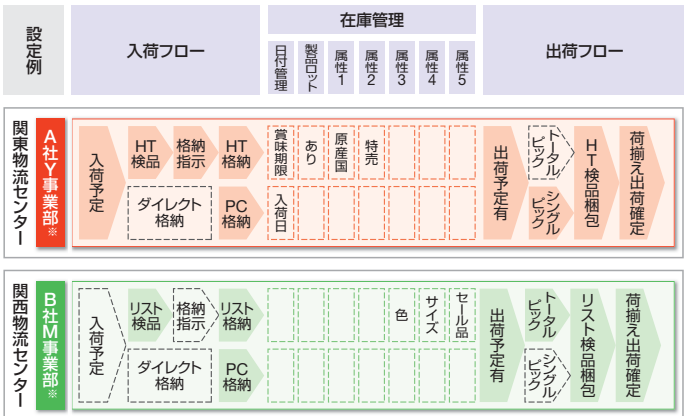 設定例
入荷フロー
在庫管理
日付管理
製品ロット
属性1
属性2
属性3
属性4
属性5
出荷フロー
関東物流センター
A社Y事業部※
入荷予定
HT
検品
格納
指示
HT
格納
ダイレクト
格納
PC
格納
賞味期限
あり
原産国
特売
入荷日
出荷予定有
トータル
ピック
シングル
ピック
HT検品梱包
荷揃え出荷確定
関西物流センター
B社M事業部※
入荷予定
リスト
検品
格納
指示
リスト
格納
ダイレクト
格納
PC
格納
色
サイズ
セール品
出荷予定有
トータル
ピック
シングル
ピック
リスト検品梱包
荷揃え出荷確定